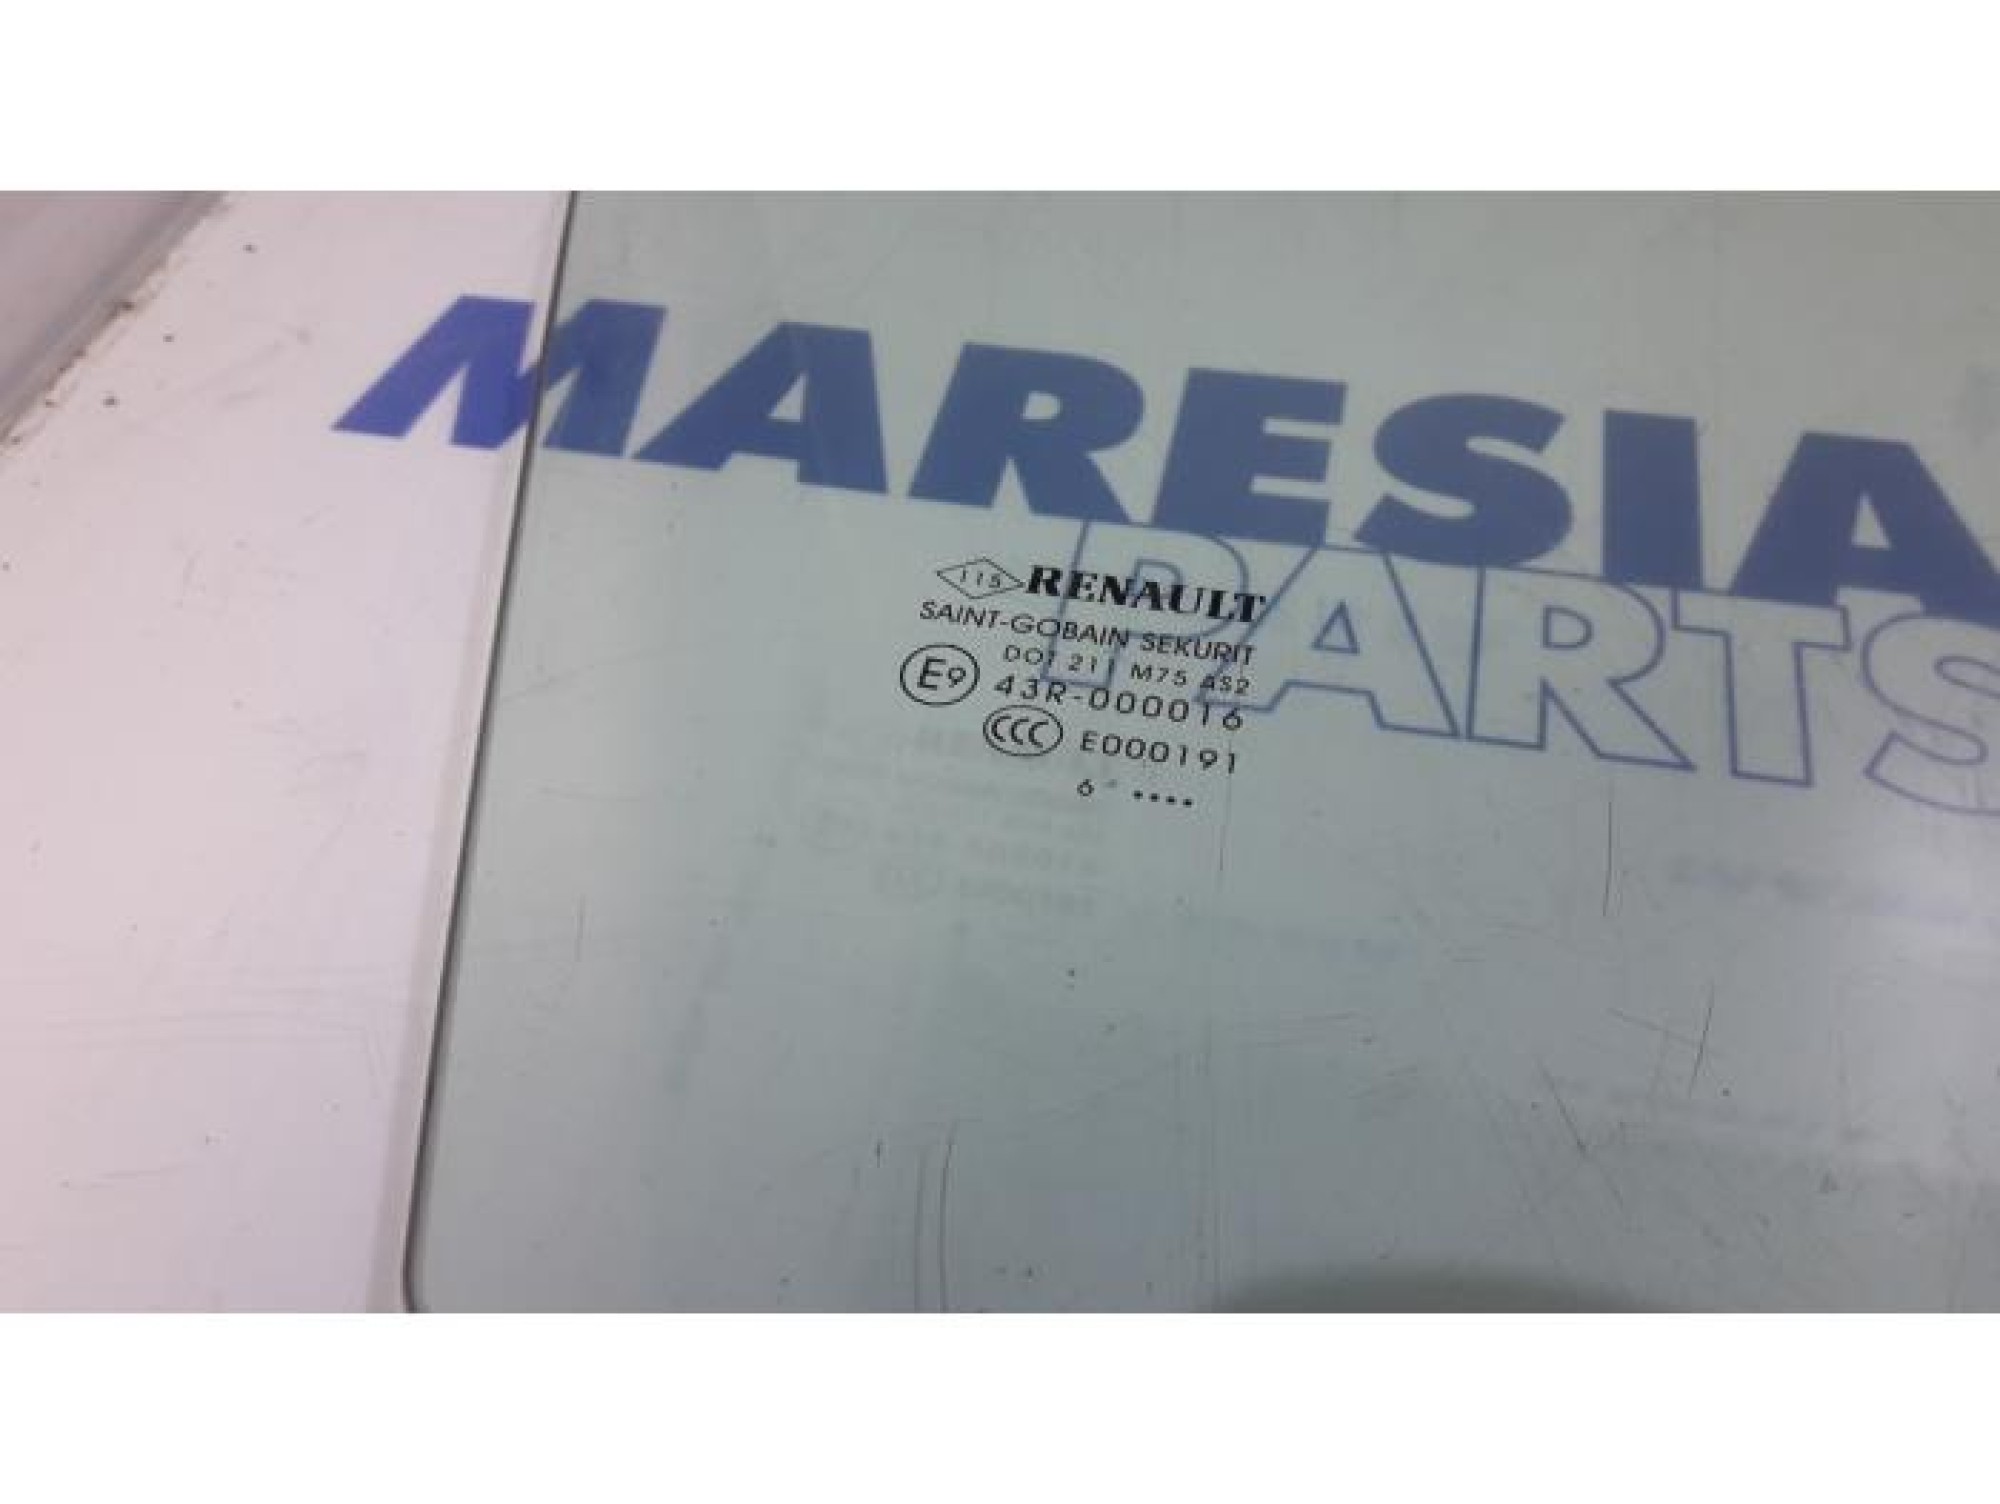 MARESIA
PARTS
115 RENAULT
SAINT-GOBAIN SEKURIT
DOT 211 M75 AS2
E9 43R-000016
CCC E000191
6 ••••